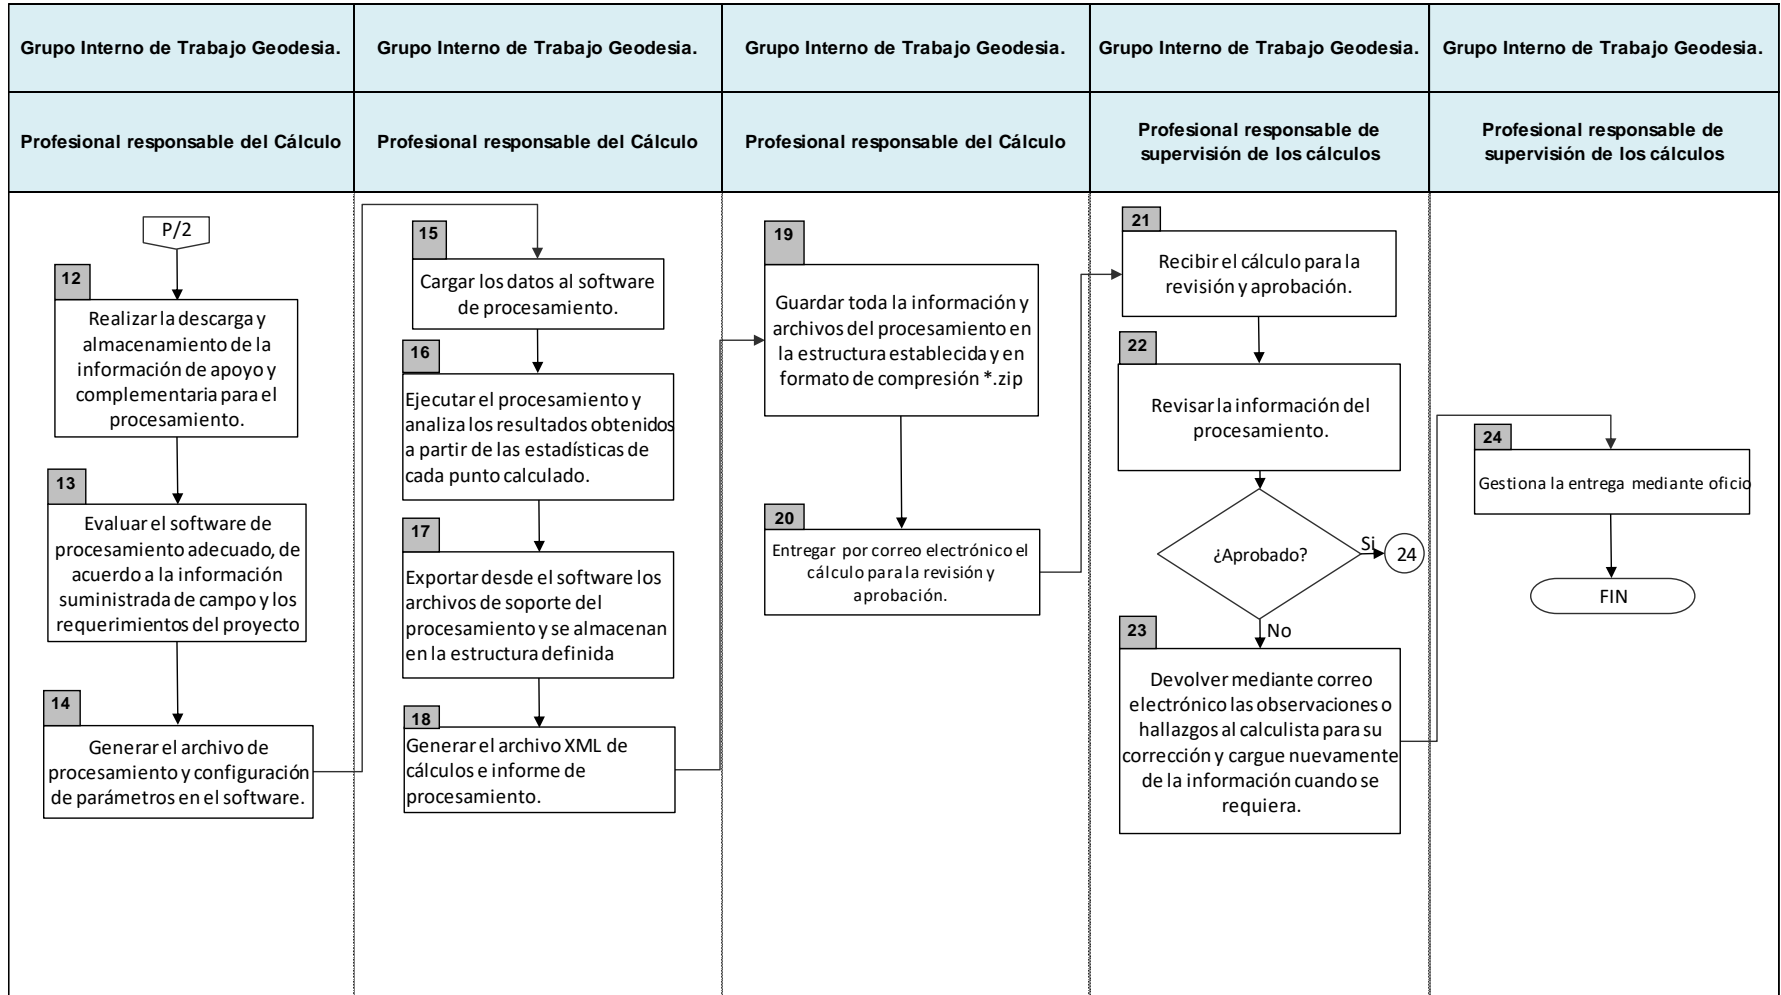 Grupo Interno de Trabajo Geodesia.
Grupo Interno de Trabajo Geodesia.
Grupo Interno de Trabajo Geodesia.
Grupo Interno de Trabajo Geodesia.
Grupo Interno de Trabajo Geodesia.
Profesional responsable del Cálculo
Profesional responsable del Cálculo
Profesional responsable del Cálculo
Profesional responsable de
supervisión de los cálculos
Profesional responsable de
supervisión de los cálculos
P/2
12
Realizar la descarga y
almacenamiento de la
información de apoyo y
complementaria para el
procesamiento.
13
Evaluar el software de
procesamiento adecuado, de
acuerdo a la información
suministrada de campo y los
requerimientos del proyecto
14
Generar el archivo de
procesamiento y configuración
de parámetros en el software.
15
Cargar los datos al software
de procesamiento.
16
Ejecutar el procesamiento y
analiza los resultados obtenidos
a partir de las estadísticas de
cada punto calculado.
17
Exportar desde el software los
archivos de soporte del
procesamiento y se almacenan
en la estructura definida
18
Generar el archivo XML de
cálculos e informe de
procesamiento.
19
Guardar toda la información y
archivos del procesamiento en
la estructura establecida y en
formato de compresión *.zip
20
Entregar por correo electrónico el
cálculo para la revisión y
aprobación.
21
Recibir el cálculo para la
revisión y aprobación.
22
Revisar la información del
procesamiento.
¿Aprobado?
Si
24
No
23
Devolver mediante correo
electrónico las observaciones o
hallazgos al calculista para su
corrección y cargue nuevamente
de la información cuando se
requiera.
24
Gestiona la entrega mediante oficio
FIN